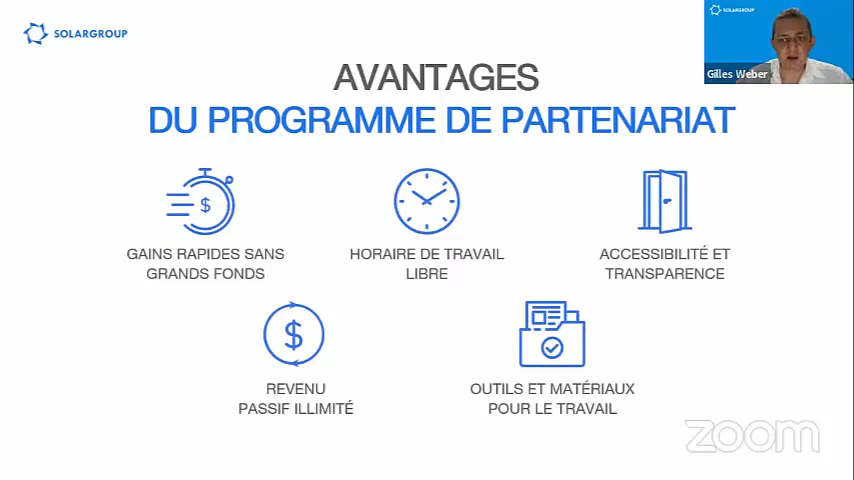 SOLARGROUP
SOLARGROUP
Gilles Weber
AVANTAGES
DU PROGRAMME DE PARTENARIAT
$
GAINS RAPIDES SANS
GRANDS FONDS
HORAIRE DE TRAVAIL
LIBRE
ACCESSIBILITÉ ET
TRANSPARENCE
$
REVENU
PASSIF ILLIMITÉ
OUTILS ET MATÉRIAUX
POUR LE TRAVAIL
zoom